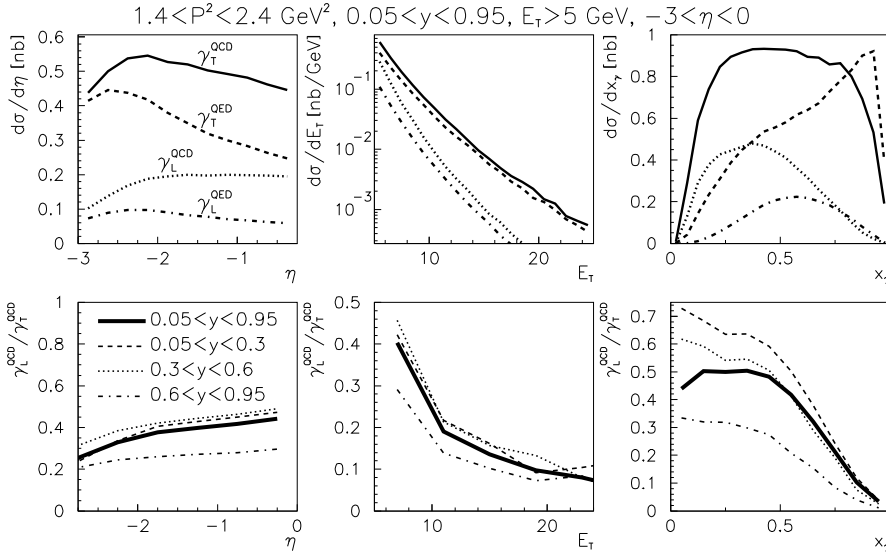 1.4<P²<2.4 GeV², 0.05<y<0.95, E_T>5 GeV, −3<η<0
dσ/dη [nb]
0.6
0.5
0.4
0.3
0.2
0.1
0
γ_T^QCD
γ_T^QED
γ_L^QCD
γ_L^QED
−3 −2 −1
η
dσ/dE_T [nb/GeV]
10⁻¹
10⁻²
10⁻³
10 20
E_T
dσ/dx_γ [nb]
1
0.8
0.6
0.4
0.2
0
0 0.5
x_γ
γ_L^QCD/γ_T^QCD
1
0.8
0.6
0.4
0.2
0
0.05<y<0.95
0.05<y<0.3
0.3<y<0.6
0.6<y<0.95
−2 −1 0
η
γ_L^QCD/γ_T^QCD
0.5
0.4
0.3
0.2
0.1
0
10 20
E_T
γ_L^QCD/γ_T^QCD
0.7
0.6
0.5
0.4
0.3
0.2
0.1
0
0 0.5
x_γ